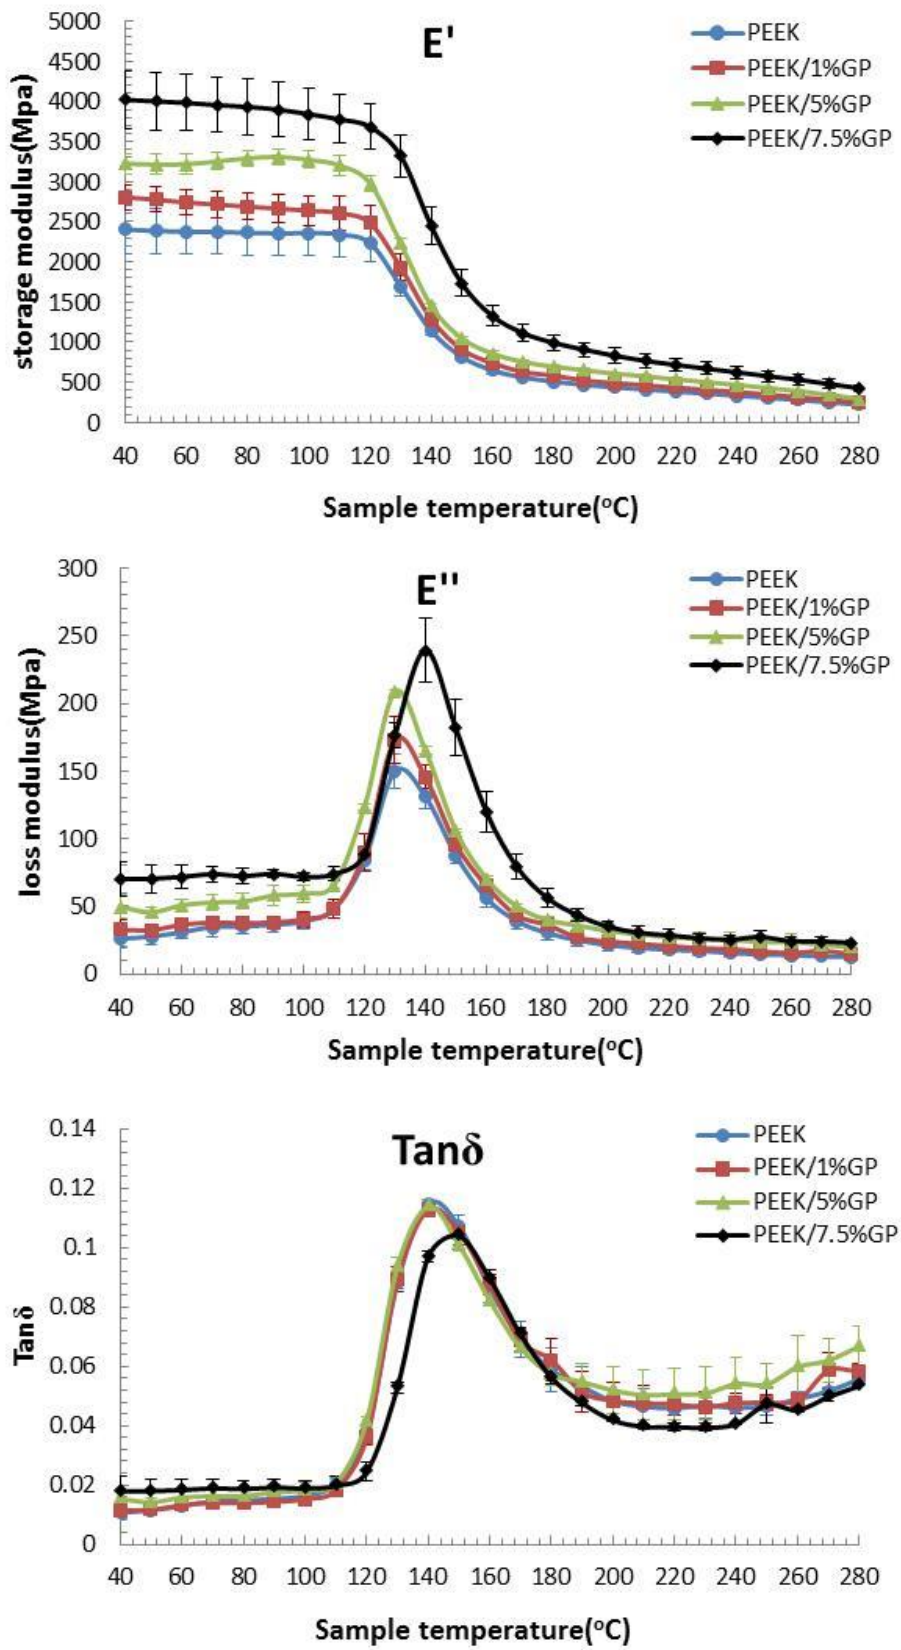 E'
PEEK
PEEK/1%GP
PEEK/5%GP
PEEK/7.5%GP
storage modulus(Mpa)
5000
4500
4000
3500
3000
2500
2000
1500
1000
500
0
40 60 80 100 120 140 160 180 200 220 240 260 280
Sample temperature(°C)
E''
PEEK
PEEK/1%GP
PEEK/5%GP
PEEK/7.5%GP
loss modulus(Mpa)
300
250
200
150
100
50
0
40 60 80 100 120 140 160 180 200 220 240 260 280
Sample temperature(°C)
Tanδ
PEEK
PEEK/1%GP
PEEK/5%GP
PEEK/7.5%GP
Tanδ
0.14
0.12
0.1
0.08
0.06
0.04
0.02
0
40 60 80 100 120 140 160 180 200 220 240 260 280
Sample temperature(°C)